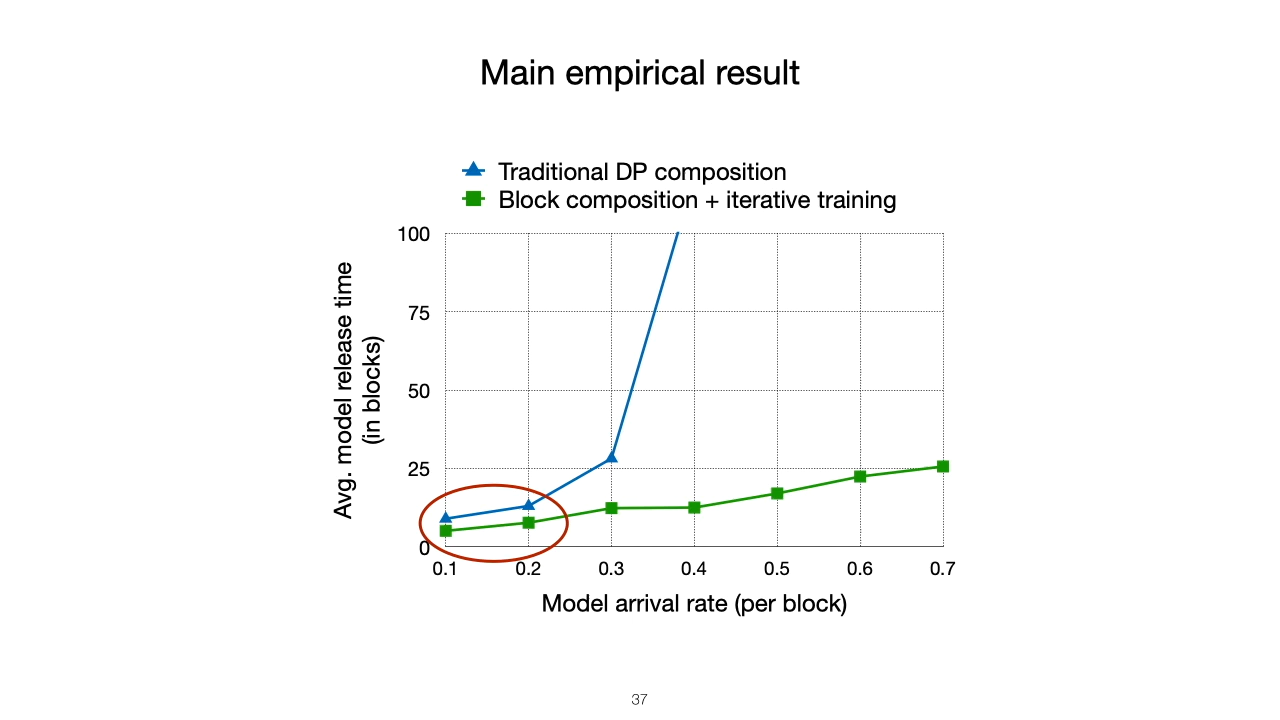 Main empirical result
Traditional DP composition
Block composition + iterative training
Avg. model release time
(in blocks)
100
75
50
25
0
0.1 0.2 0.3 0.4 0.5 0.6 0.7
Model arrival rate (per block)
37